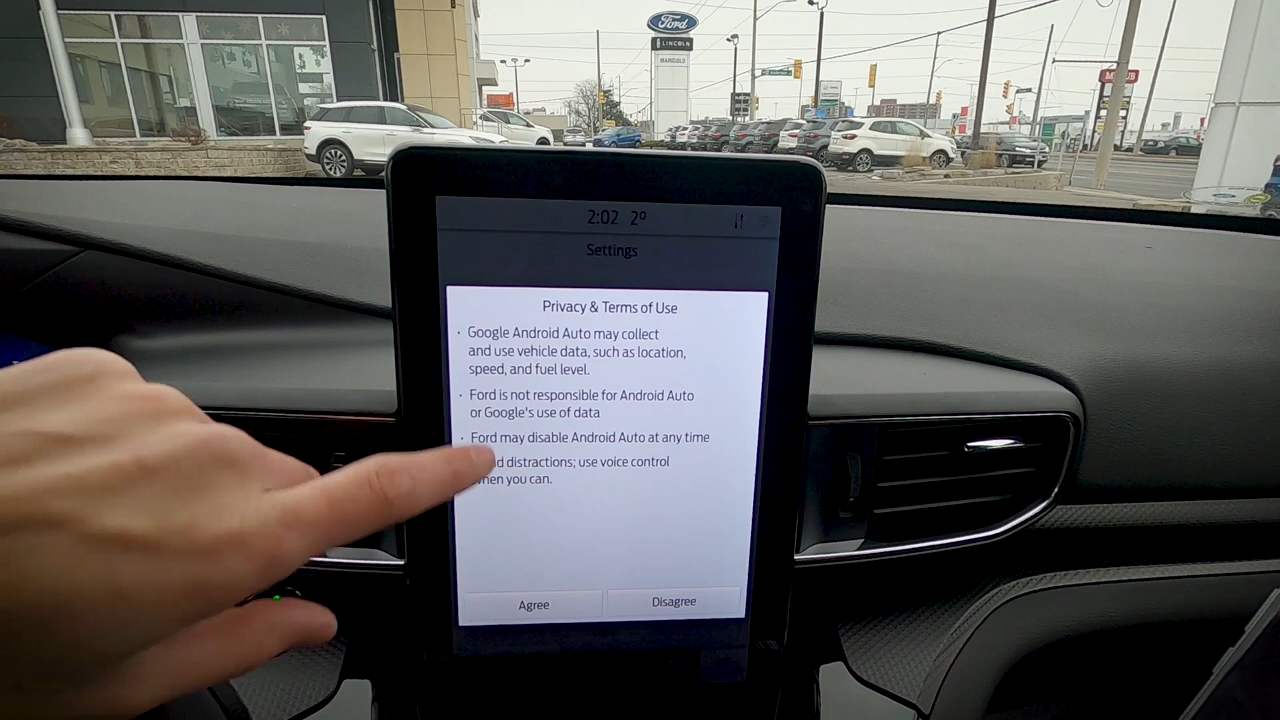 Ford
LINCOLN
MARIGOLD
2:02 2°
Settings
Privacy & Terms of Use
· Google Android Auto may collect
and use vehicle data, such as location,
speed, and fuel level.
· Ford is not responsible for Android Auto
or Google's use of data
· Ford may disable Android Auto at any time
distractions; use voice control
when you can.
Agree
Disagree